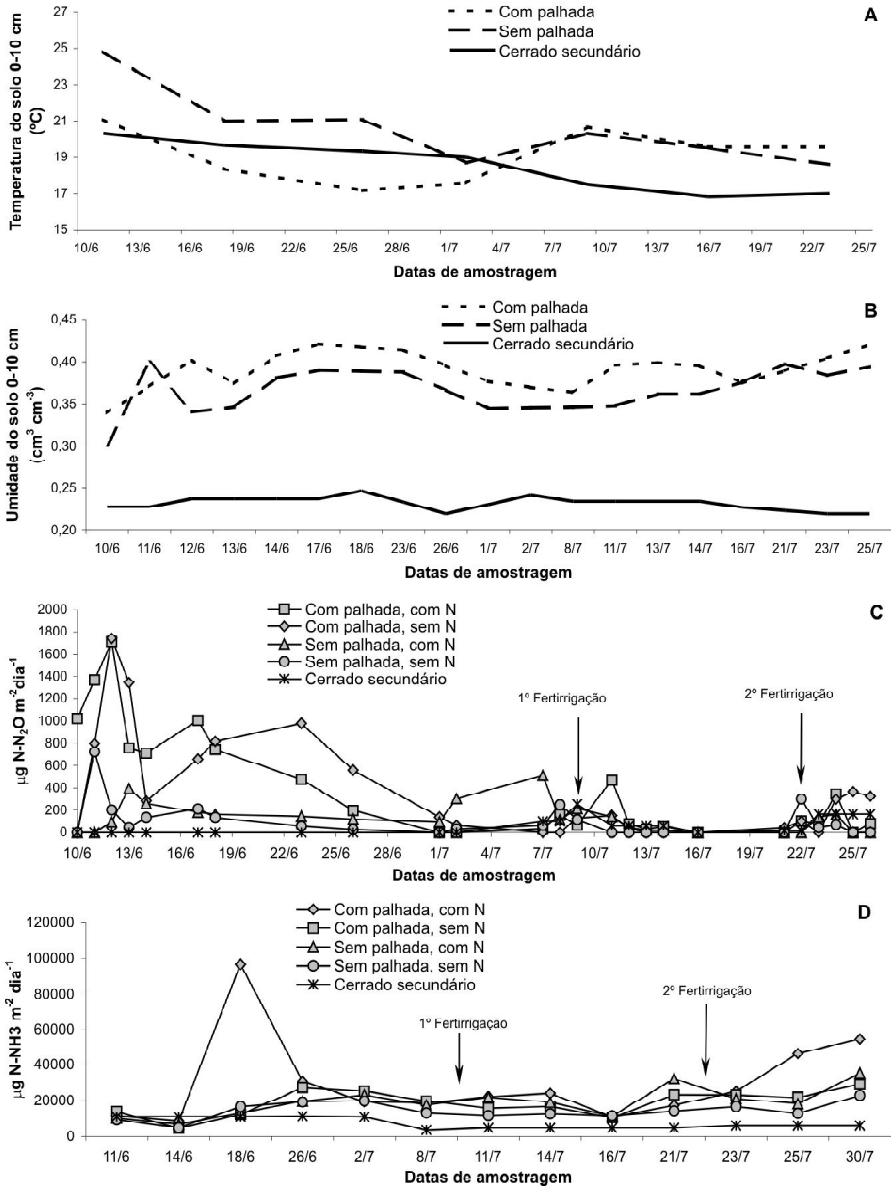 A
Com palhada
Sem palhada
Cerrado secundário
Temperatura do solo 0-10 cm
(ºC)
27
25
23
21
19
17
15
10/6 13/6 16/6 19/6 22/6 25/6 28/6 1/7 4/7 7/7 10/7 13/7 16/7 19/7 22/7 25/7
Datas de amostragem
B
Com palhada
Sem palhada
Cerrado secundário
Umidade do solo 0-10 cm
(cm³ cm⁻³)
0,45
0,40
0,35
0,30
0,25
0,20
10/6 11/6 12/6 13/6 14/6 17/6 18/6 23/6 26/6 1/7 2/7 8/7 11/7 13/7 14/7 16/7 21/7 23/7 25/7
Datas de amostragem
C
Com palhada, com N
Com palhada, sem N
Sem palhada, com N
Sem palhada, sem N
Cerrado secundário
1º Fertirrigação
2º Fertirrigação
µg N-N₂O m⁻²dia⁻¹
2000
1800
1600
1400
1200
1000
800
600
400
200
0
10/6 13/6 16/6 19/6 22/6 25/6 28/6 1/7 4/7 7/7 10/7 13/7 16/7 19/7 22/7 25/7
Datas de amostragem
D
Com palhada, com N
Com palhada, sem N
Sem palhada, com N
Sem palhada. sem N
Cerrado secundário
1º Fertirrigação
2º Fertirrigação
µg N-NH3 m⁻² dia⁻¹
120000
100000
80000
60000
40000
20000
0
11/6 14/6 18/6 26/6 2/7 8/7 11/7 14/7 16/7 21/7 23/7 25/7 30/7
Datas de amostragem